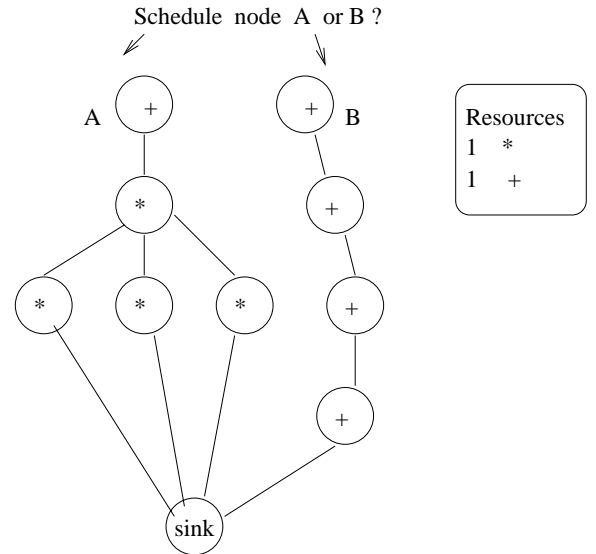 Schedule node A or B ?
+
+
A
B
Resources
1 *
1 +
*
+
*
*
*
+
+
sink